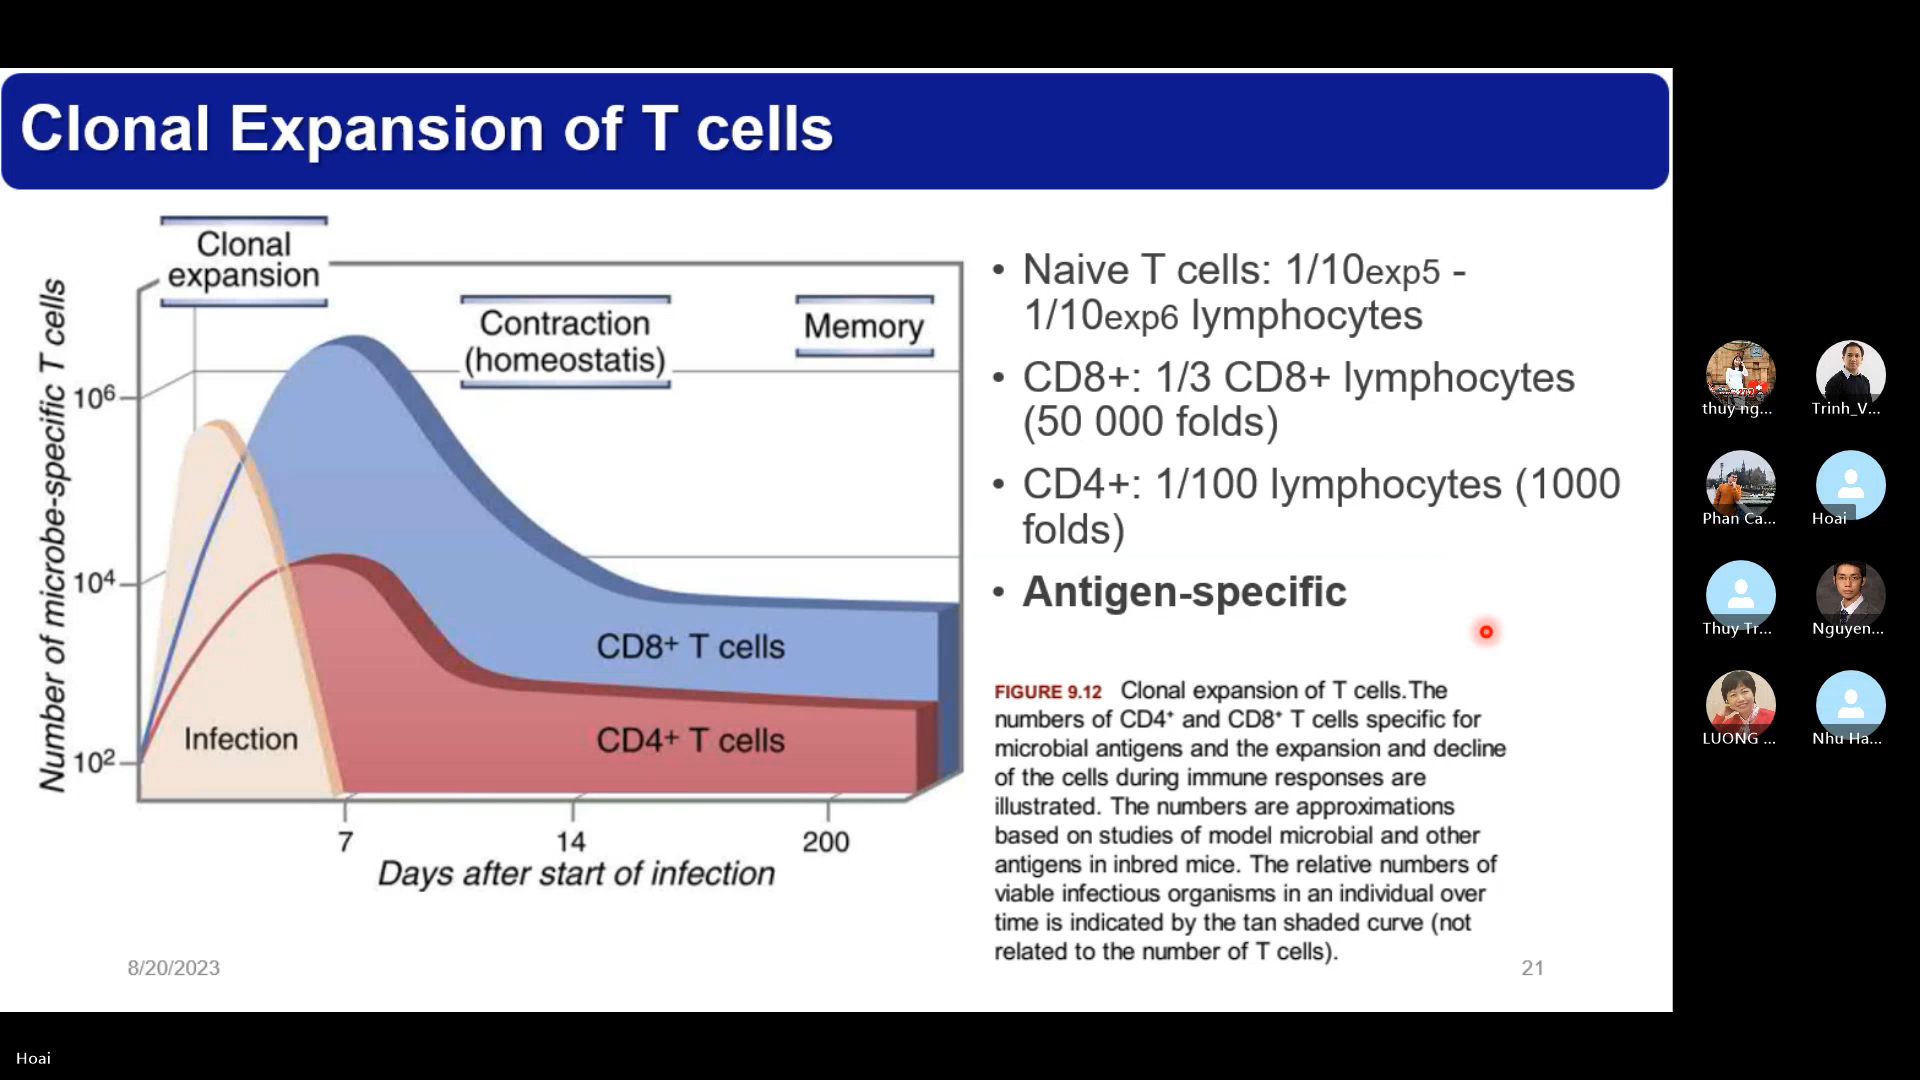 Clonal Expansion of T cells
Clonal
expansion
Contraction
(homeostatis)
Memory
Number of microbe-specific T cells
10⁶
10⁴
10²
Infection
CD8⁺ T cells
CD4⁺ T cells
7
14
200
Days after start of infection
• Naive T cells: 1/10exp5 -
1/10exp6 lymphocytes
• CD8+: 1/3 CD8+ lymphocytes
(50 000 folds)
• CD4+: 1/100 lymphocytes (1000
folds)
• Antigen-specific
FIGURE 9.12 Clonal expansion of T cells.The
numbers of CD4⁺ and CD8⁺ T cells specific for
microbial antigens and the expansion and decline
of the cells during immune responses are
illustrated. The numbers are approximations
based on studies of model microbial and other
antigens in inbred mice. The relative numbers of
viable infectious organisms in an individual over
time is indicated by the tan shaded curve (not
related to the number of T cells).
8/20/2023
21
thuy ng...
Trinh_V...
Phan Ca...
Hoai
Thuy Tr...
Nguyen...
LUONG ...
Nhu Ha...
Hoai